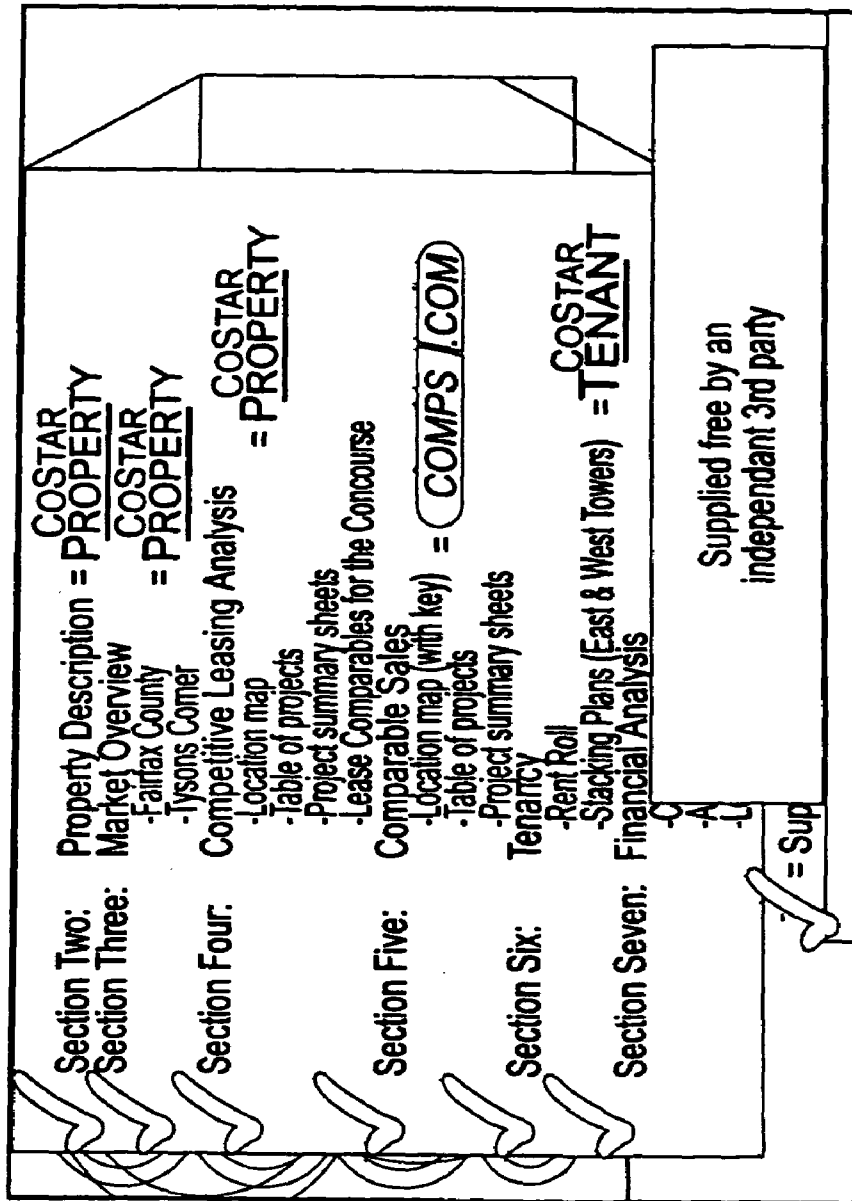 Section Two: Property Description = COSTAR PROPERTY
Section Three: Market Overview
-Fairfax County = COSTAR PROPERTY
-Tysons Corner
Section Four: Competitive Leasing Analysis
-Location map = COSTAR PROPERTY
-Table of projects
-Project summary sheets
-Lease Comparables for the Concourse
Section Five: Comparable Sales
-Location map (with key) = COMPS .COM
-Table of projects
-Project summary sheets
Section Six: Tenancy
-Rent Roll
-Stacking Plans (East & West Towers) = COSTAR TENANT
Section Seven: Financial Analysis
-C
-A
-L
= Sup
Supplied free by an
independant 3rd party